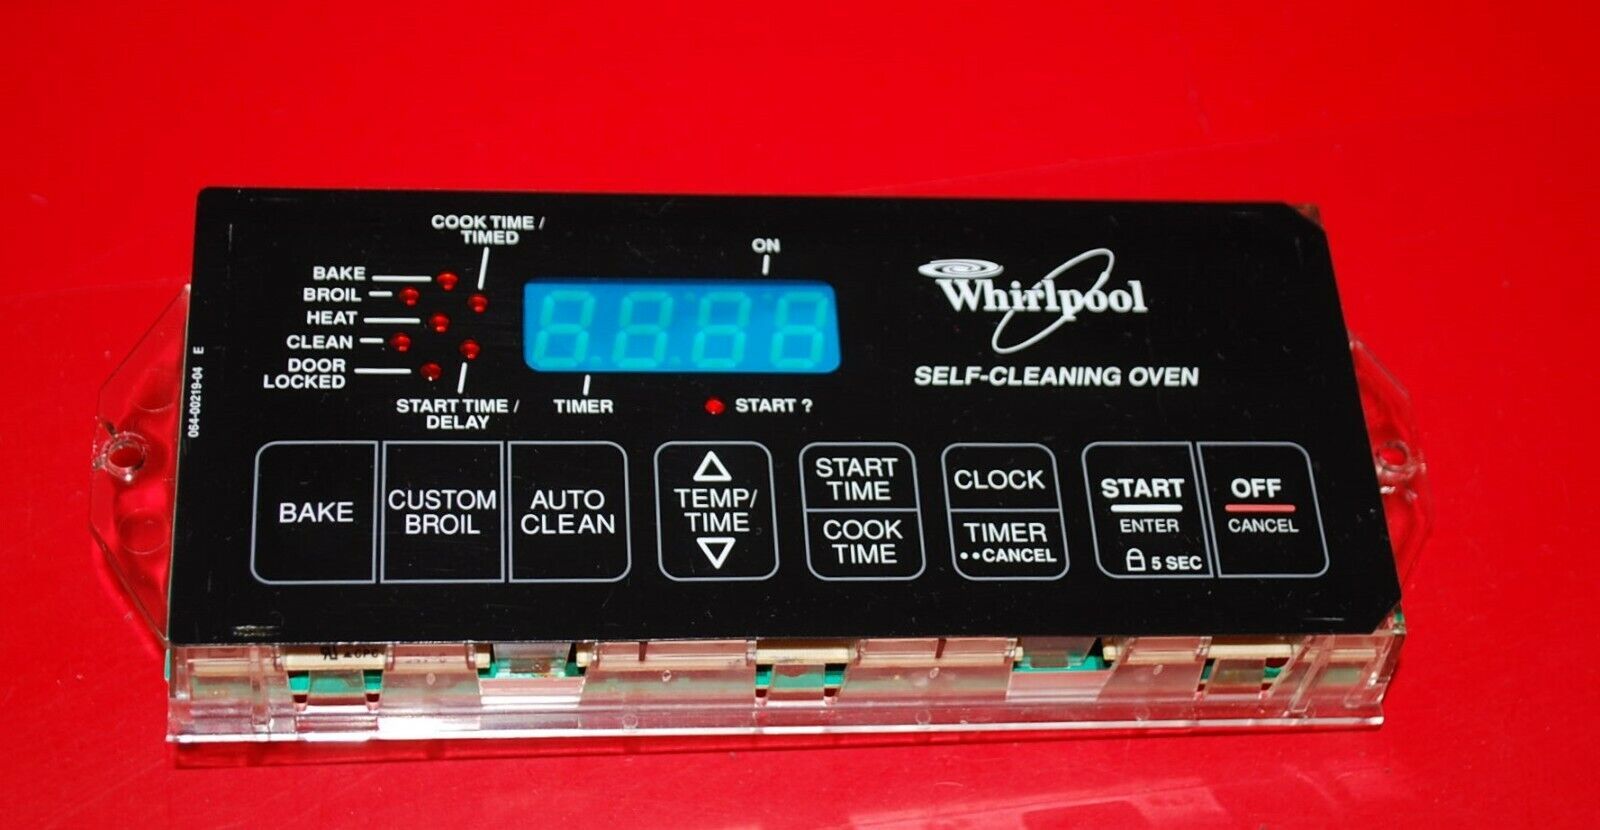 COOK TIME /
TIMED
ON
BAKE
BROIL
HEAT
CLEAN
DOOR
LOCKED
START TIME /
DELAY
TIMER
START ?
Whirlpool
SELF-CLEANING OVEN
064-00219-04 E
BAKE
CUSTOM
BROIL
AUTO
CLEAN
TEMP/
TIME
START
TIME
COOK
TIME
CLOCK
TIMER
••CANCEL
START
ENTER
5 SEC
OFF
CANCEL